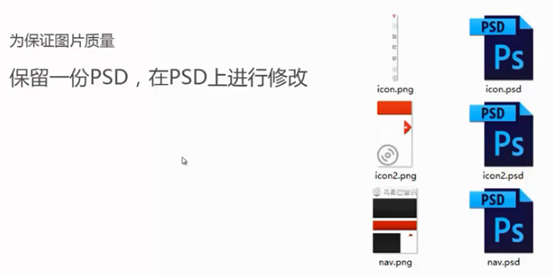 为保证图片质量
保留一份PSD，在PSD上进行修改
PSD
Ps
icon.png
icon.psd
PSD
Ps
icon2.png
icon2.psd
PSD
Ps
nav.png
nav.psd